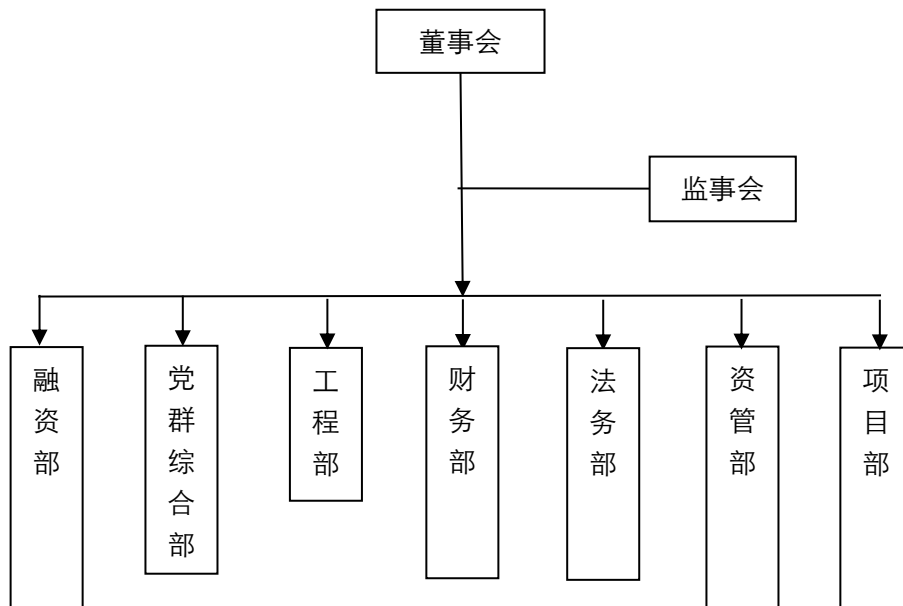 董事会
监事会
融资部
党群综合部
工程部
财务部
法务部
资管部
项目部